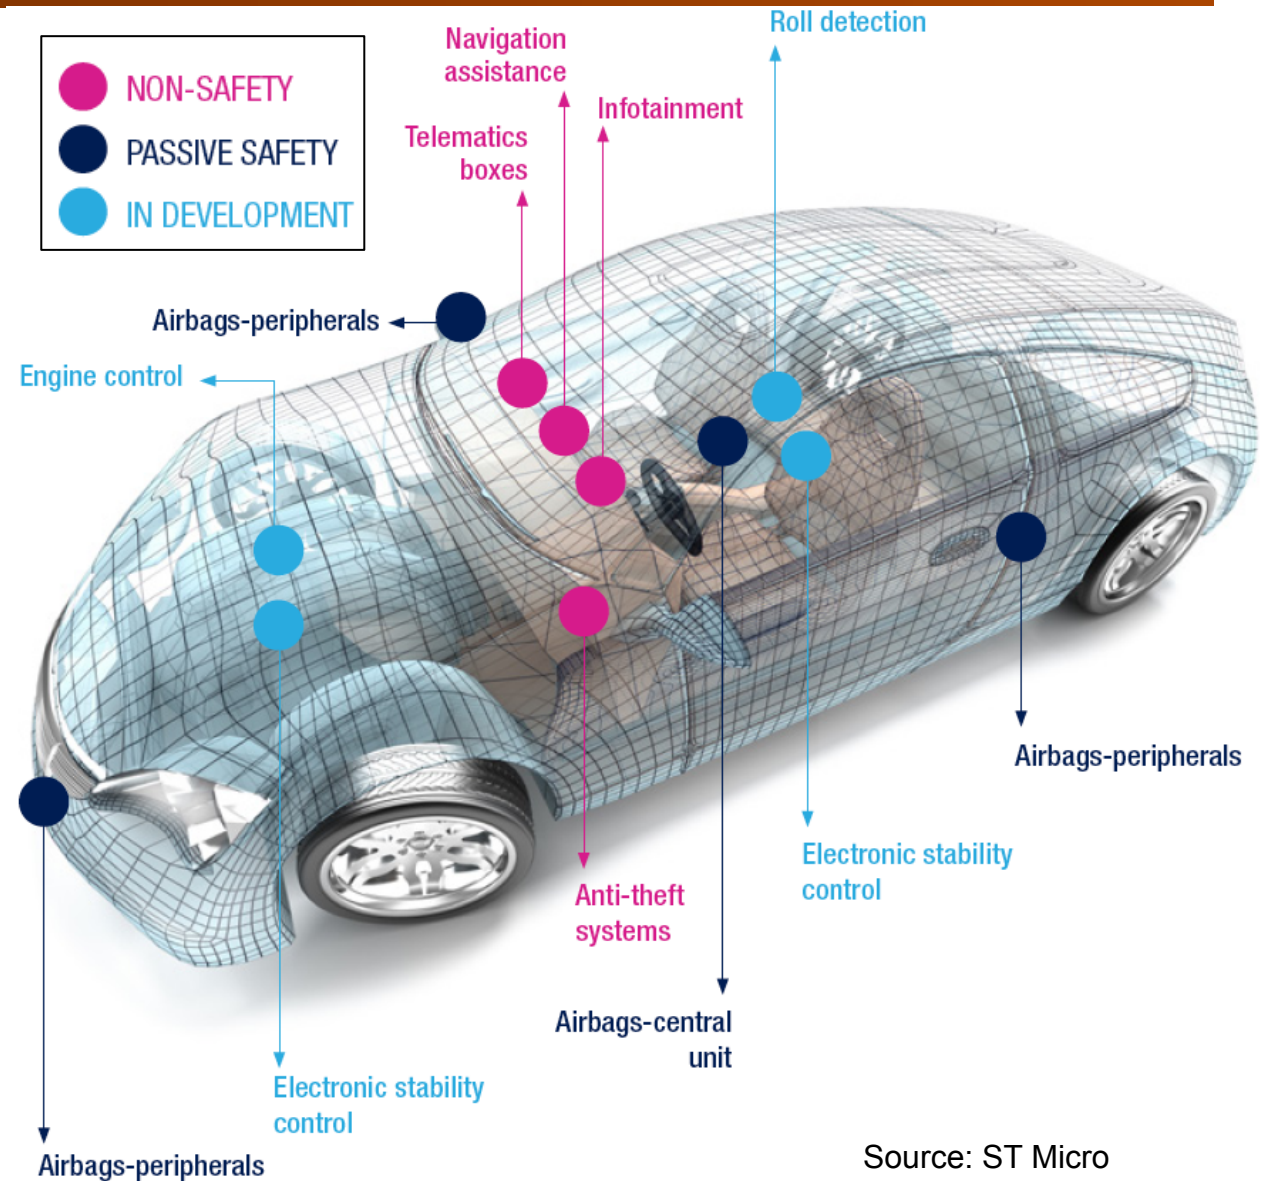 Roll detection
Navigation
assistance
NON-SAFETY
Infotainment
Telematics
boxes
PASSIVE SAFETY
IN DEVELOPMENT
Airbags-peripherals
Engine control
Airbags-peripherals
Electronic stability
control
Anti-theft
systems
Airbags-central
unit
Electronic stability
control
Airbags-peripherals
Source: ST Micro